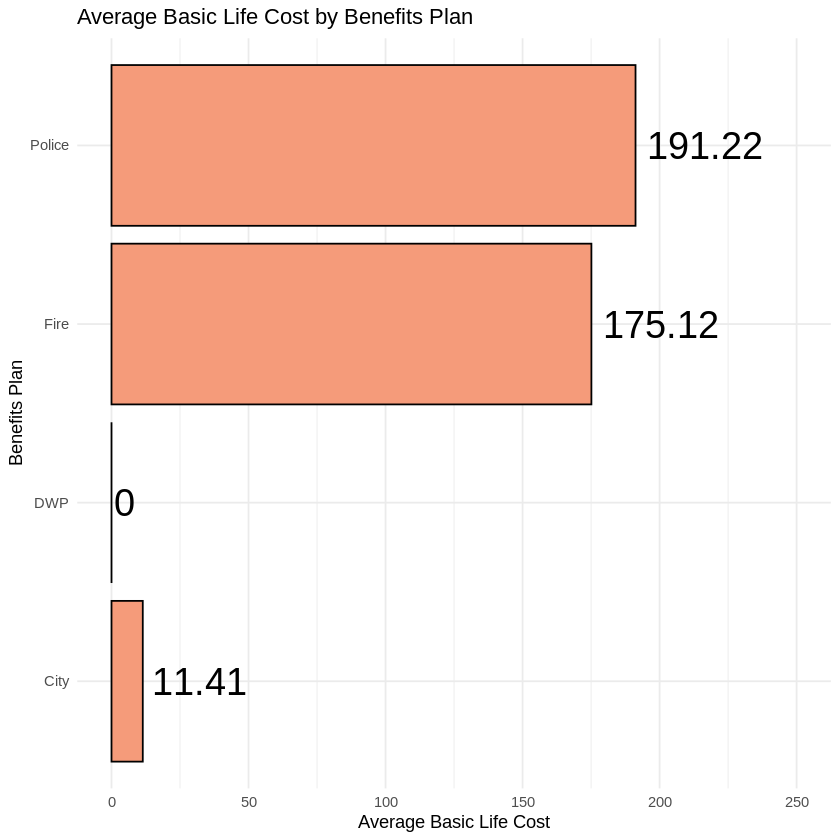 Average Basic Life Cost by Benefits Plan
Benefits Plan
Police
191.22
Fire
175.12
DWP
0
City
11.41
0 50 100 150 200 250
Average Basic Life Cost